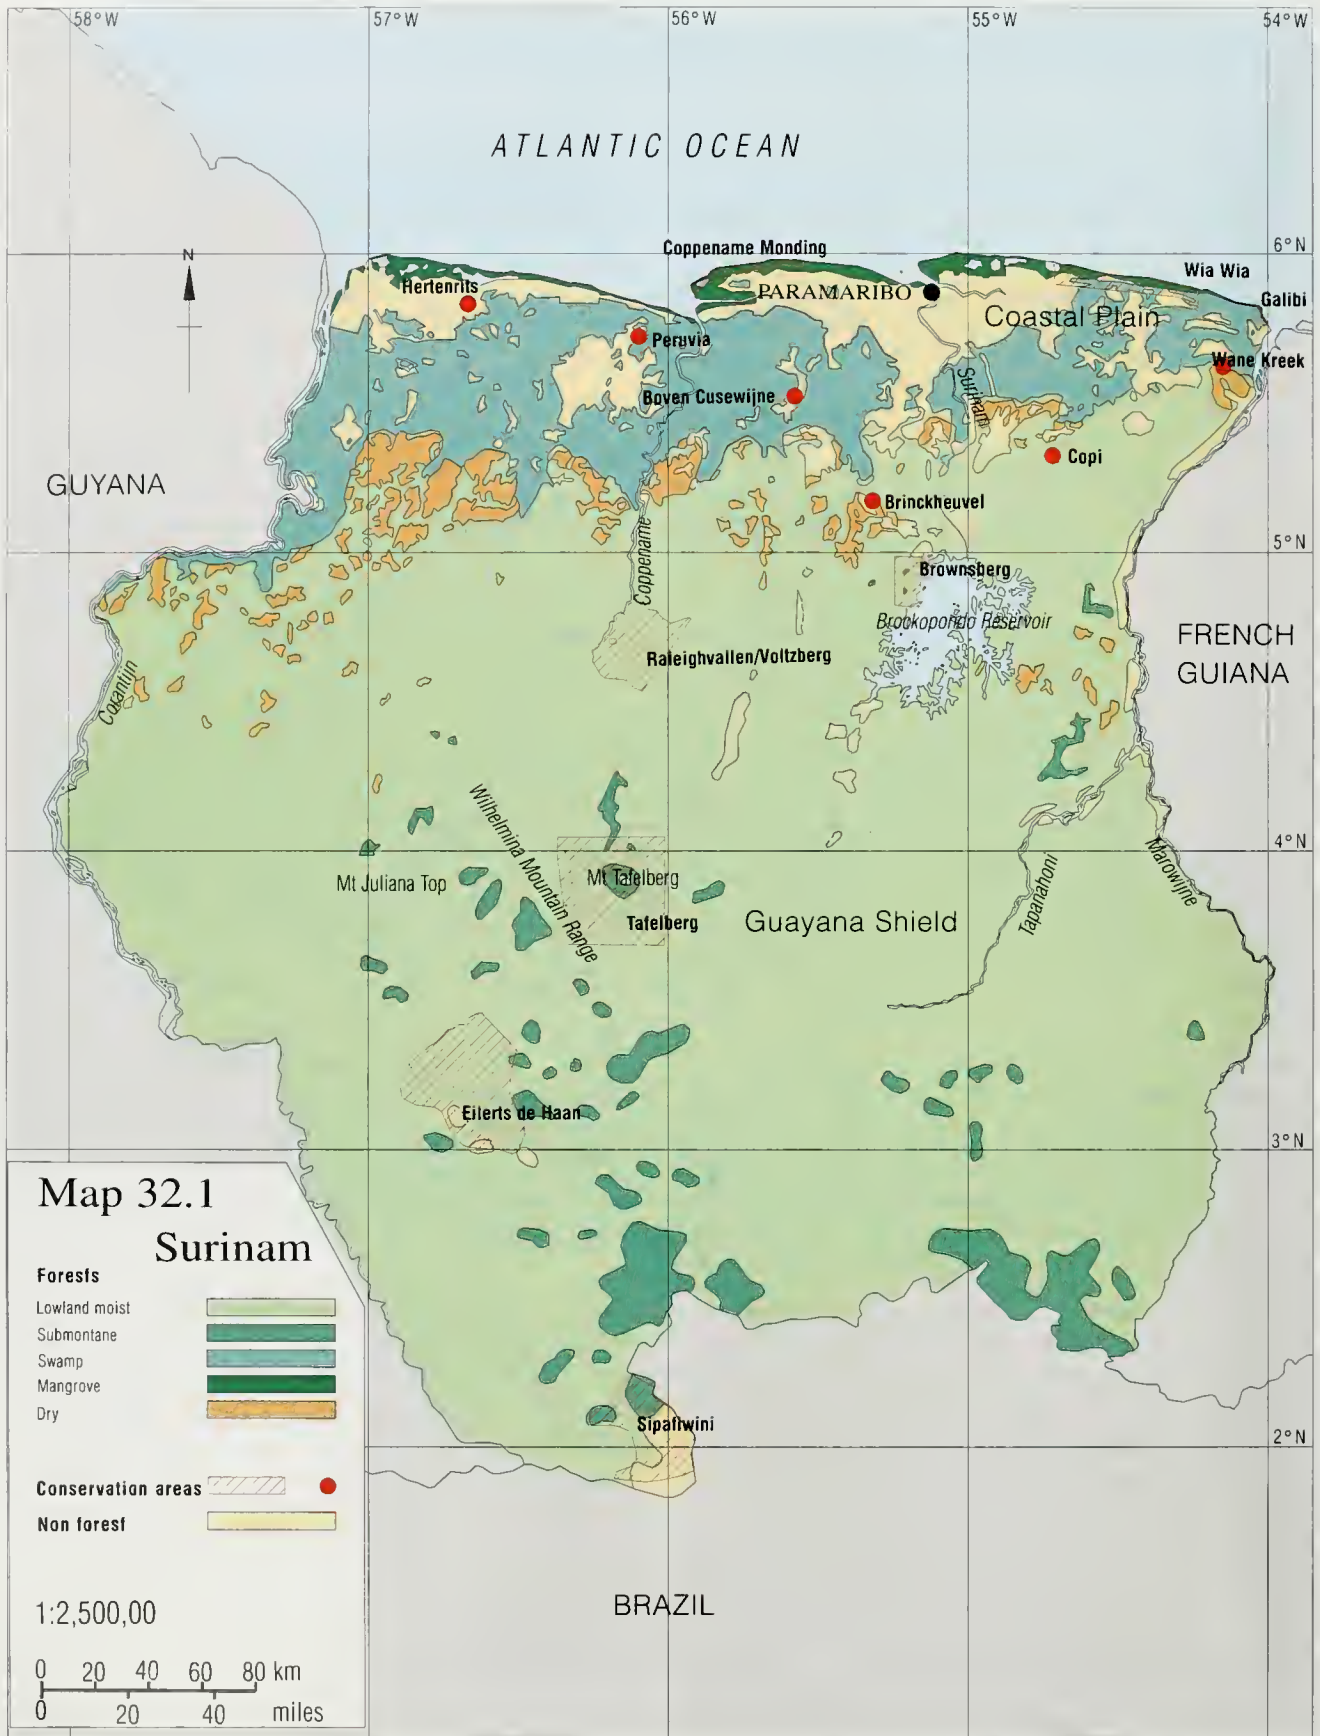 58°W 57°W 56°W 55°W 54°W
ATLANTIC OCEAN
N
6°N
Coppename Monding
Wia Wia
Hertenrits
PARAMARIBO
Galibi
Coastal Plain
Peruvia
Wane Kreek
Boven Cusewijne
Surinam
GUYANA
Copi
Brinckheuvel
5°N
Coppename
Brownsberg
Brockopondo Reservoir
FRENCH
GUIANA
Raleighvallen/Voltzberg
Corantijn
Wilhelmina Mountain Range
4°N
Mt Juliana Top
Mt Tafelberg
Tafelberg
Guayana Shield
Tapanahoni
Marowijne
Eilerts de Haan
3°N
Sipaliwini
2°N
BRAZIL
Map 32.1
Surinam
Forests
Lowland moist
Submontane
Swamp
Mangrove
Dry
Conservation areas
Non forest
1:2,500,00
0 20 40 60 80 km
0 20 40 miles